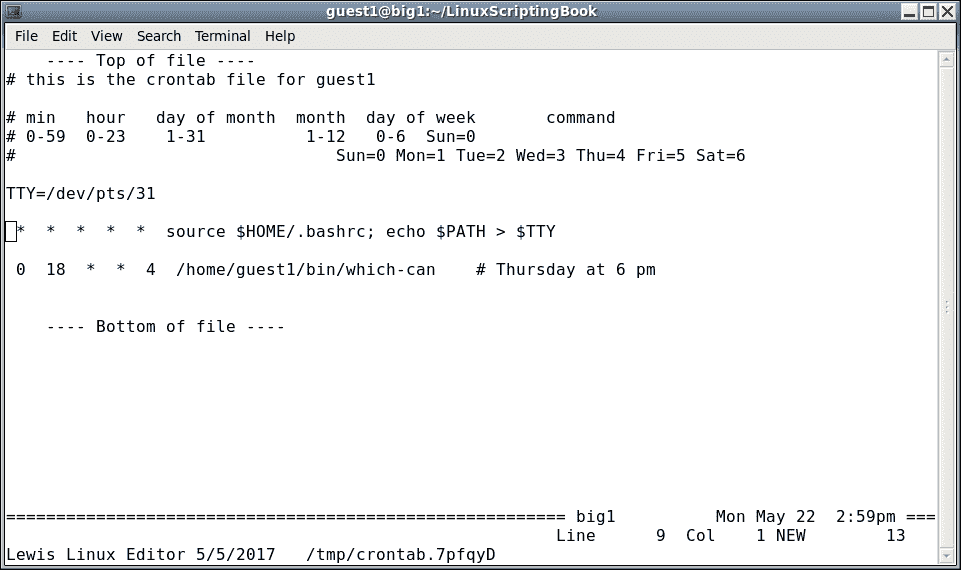 guest1@big1:~/LinuxScriptingBook
File Edit View Search Terminal Help
---- Top of file ----
# this is the crontab file for guest1
# min hour day of month month day of week command
# 0-59 0-23 1-31 1-12 0-6 Sun=0
# Sun=0 Mon=1 Tue=2 Wed=3 Thu=4 Fri=5 Sat=6
TTY=/dev/pts/31
* * * * * source $HOME/.bashrc; echo $PATH > $TTY
0 18 * * 4 /home/guest1/bin/which-can # Thursday at 6 pm
---- Bottom of file ----
======================================================== big1 Mon May 22 2:59pm ===
Line 9 Col 1 NEW 13
Lewis Linux Editor 5/5/2017 /tmp/crontab.7pfqyD